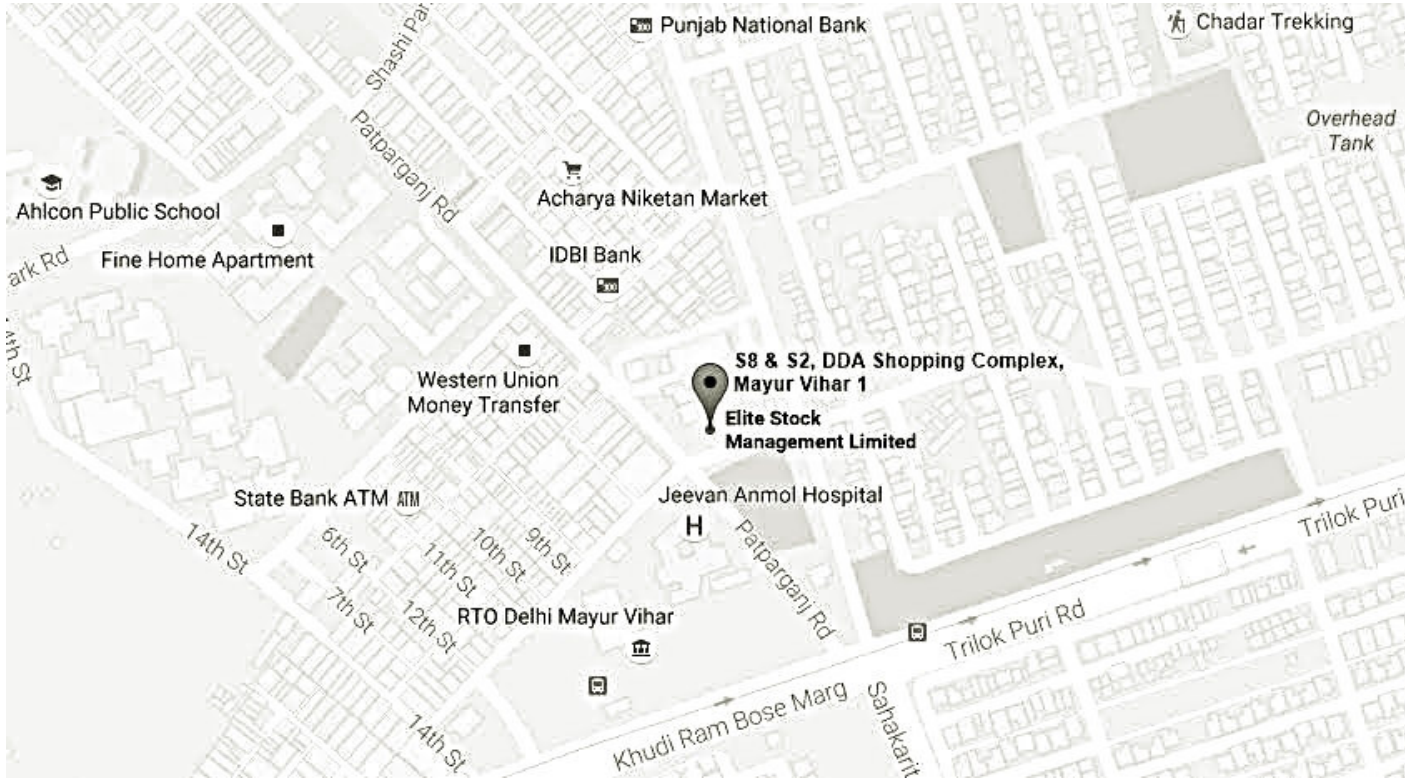 Punjab National Bank
Chadar Trekking
Shashi Par
Overhead
Tank
Patparganj Rd
Acharya Niketan Market
Ahlcon Public School
IDBI Bank
Fine Home Apartment
ark Rd
4th St
S8 & S2, DDA Shopping Complex,
Mayur Vihar 1
Western Union
Money Transfer
Elite Stock
Management Limited
State Bank ATM ATM
Jeevan Anmol Hospital
H
Trilok Puri
14th St
6th St
11th St
10th St
9th St
7th St
12th St
Patparganj Rd
RTO Delhi Mayur Vihar
Trilok Puri Rd
14th St
Khudi Ram Bose Marg
Sahakarit